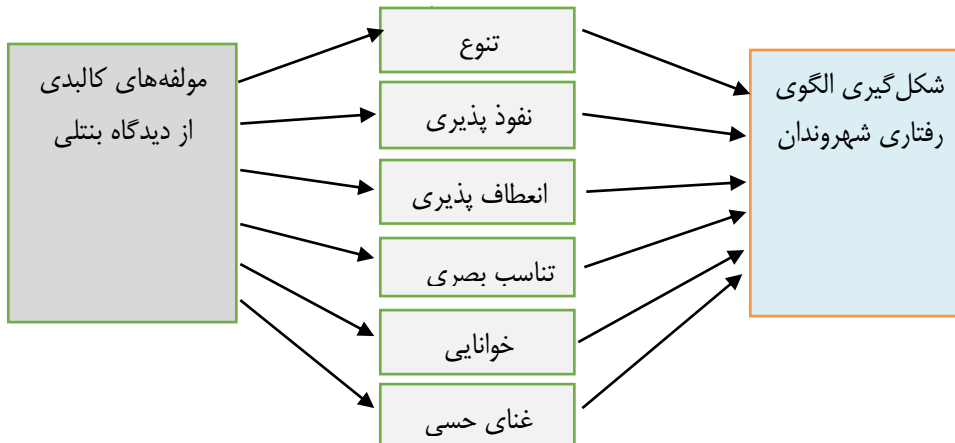 مولفه‌های کالبدی
از دیدگاه بنتلی
تنوع
نفوذ پذیری
انعطاف پذیری
تناسب بصری
خوانایی
غنای حسی
شکل‌گیری الگوی
رفتاری شهروندان